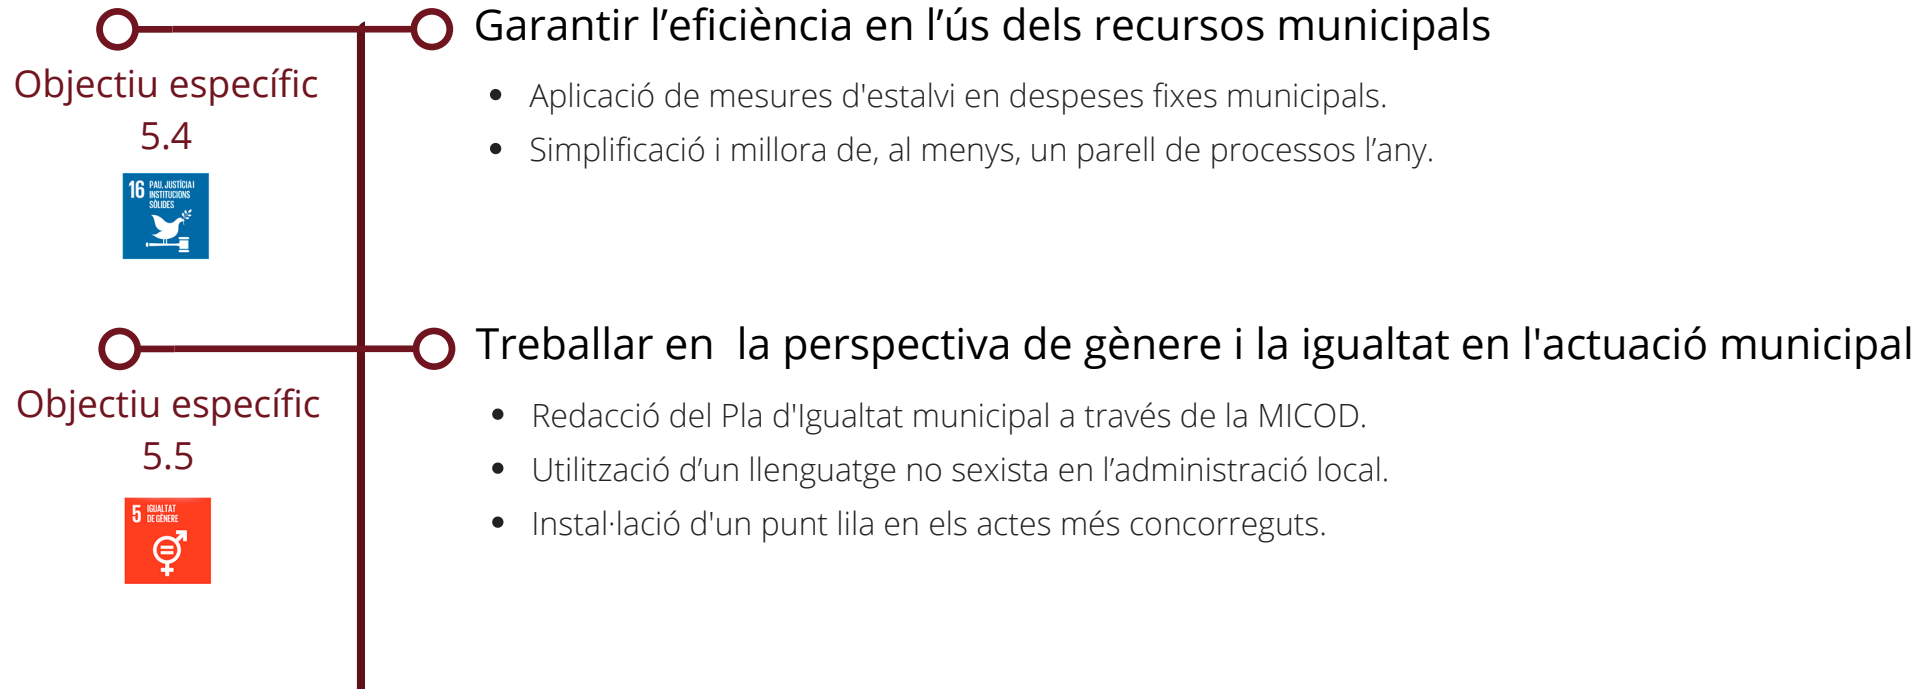 Garantir l’eficiència en l’ús dels recursos municipals
Objectiu específic
5.4
• Aplicació de mesures d'estalvi en despeses fixes municipals.
• Simplificació i millora de, al menys, un parell de processos l’any.
16 PAU, JUSTÍCIA I
INSTITUCIONS
SÒLIDES
Treballar en  la perspectiva de gènere i la igualtat en l'actuació municipal
Objectiu específic
5.5
• Redacció del Pla d'Igualtat municipal a través de la MICOD.
• Utilització d’un llenguatge no sexista en l’administració local.
• Instal·lació d'un punt lila en els actes més concorreguts.
5 IGUALTAT
DE GÈNERE